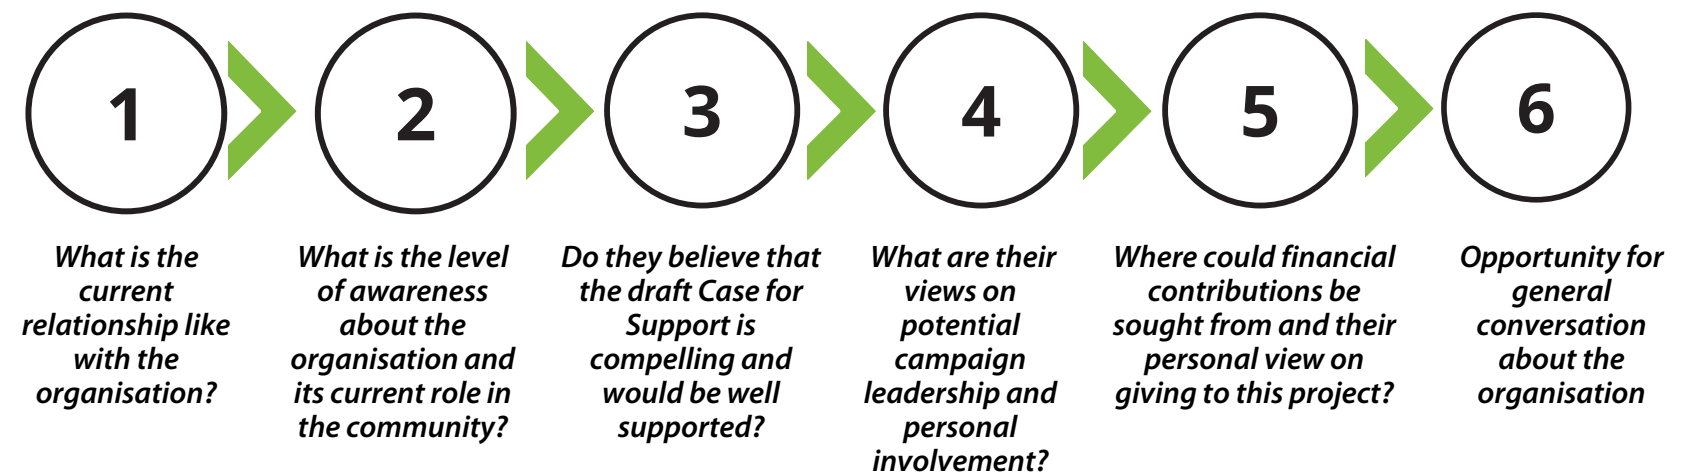 1
What is the
current
relationship like
with the
organisation?
2
What is the level
of awareness
about the
organisation and
its current role in
the community?
3
Do they believe that
the draft Case for
Support is
compelling and
would be well
supported?
4
What are their
views on
potential
campaign
leadership and
personal
involvement?
5
Where could financial
contributions be
sought from and their
personal view on
giving to this project?
6
Opportunity for
general
conversation
about the
organisation